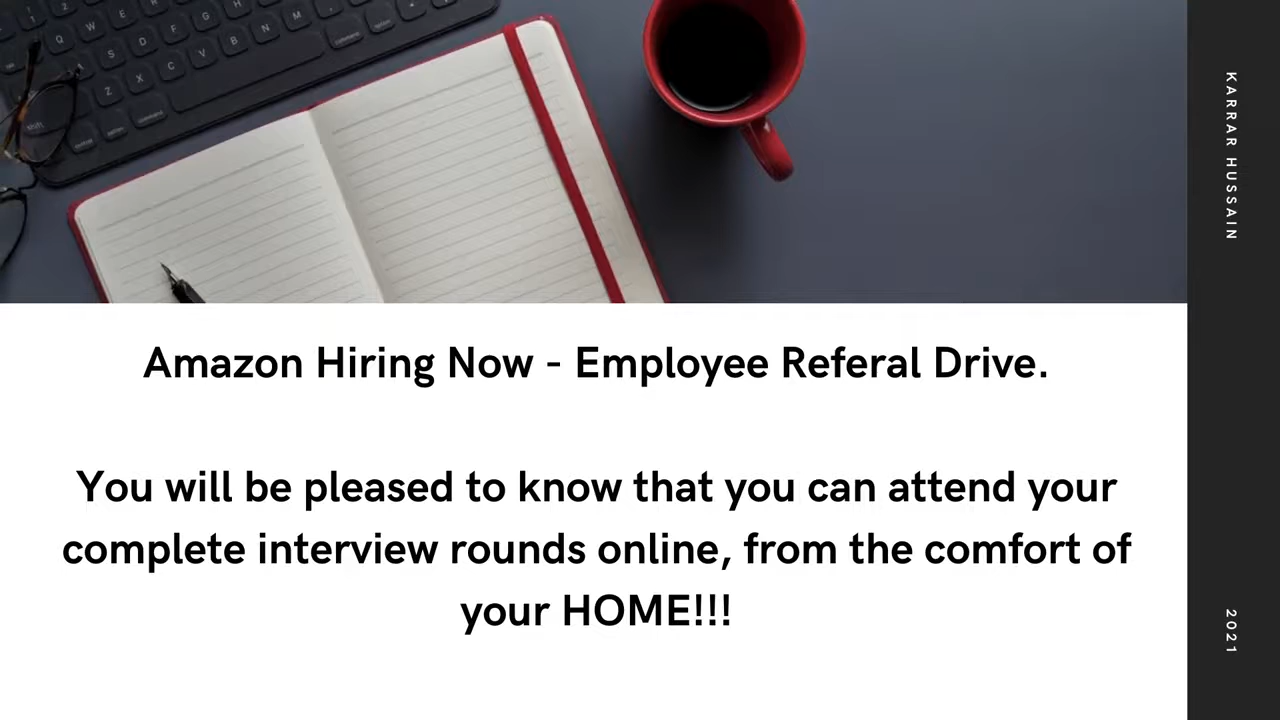 Amazon Hiring Now - Employee Referal Drive.
You will be pleased to know that you can attend your
complete interview rounds online, from the comfort of
your HOME!!!
KARRAR HUSSAIN
2021